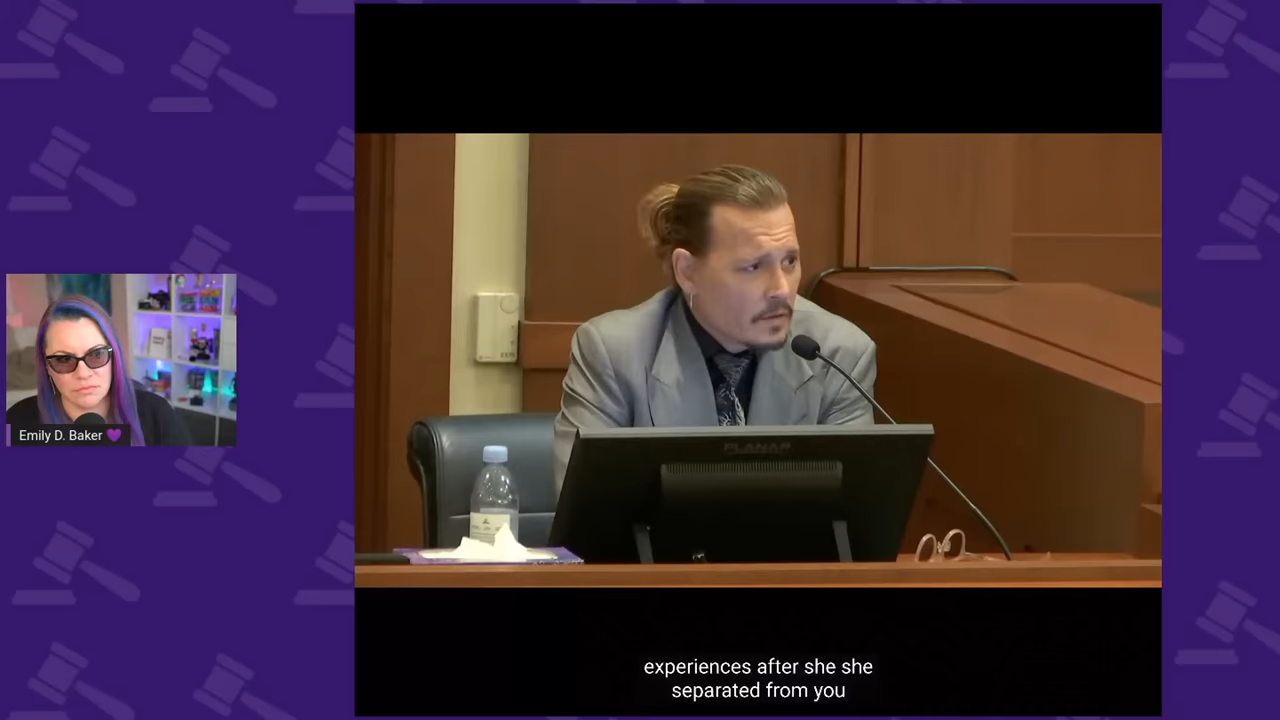 Emily D. Baker 💜
PLANAR
experiences after she she
separated from you